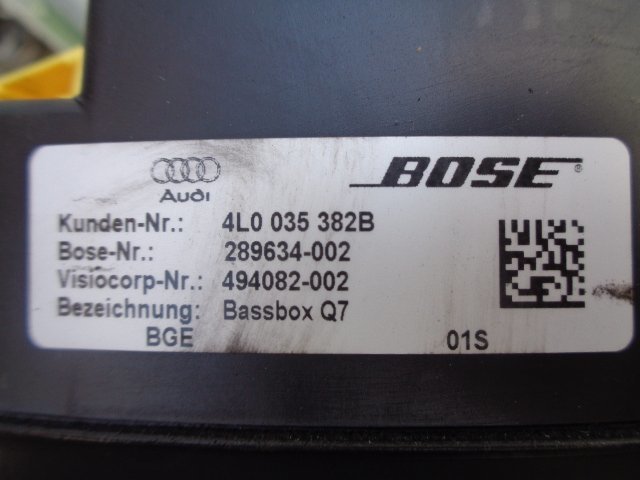 Audi BOSE®
Kunden-Nr.: 4L0 035 382B
Bose-Nr.: 289634-002
Visiocorp-Nr.: 494082-002
Bezeichnung: Bassbox Q7
BGE 01S